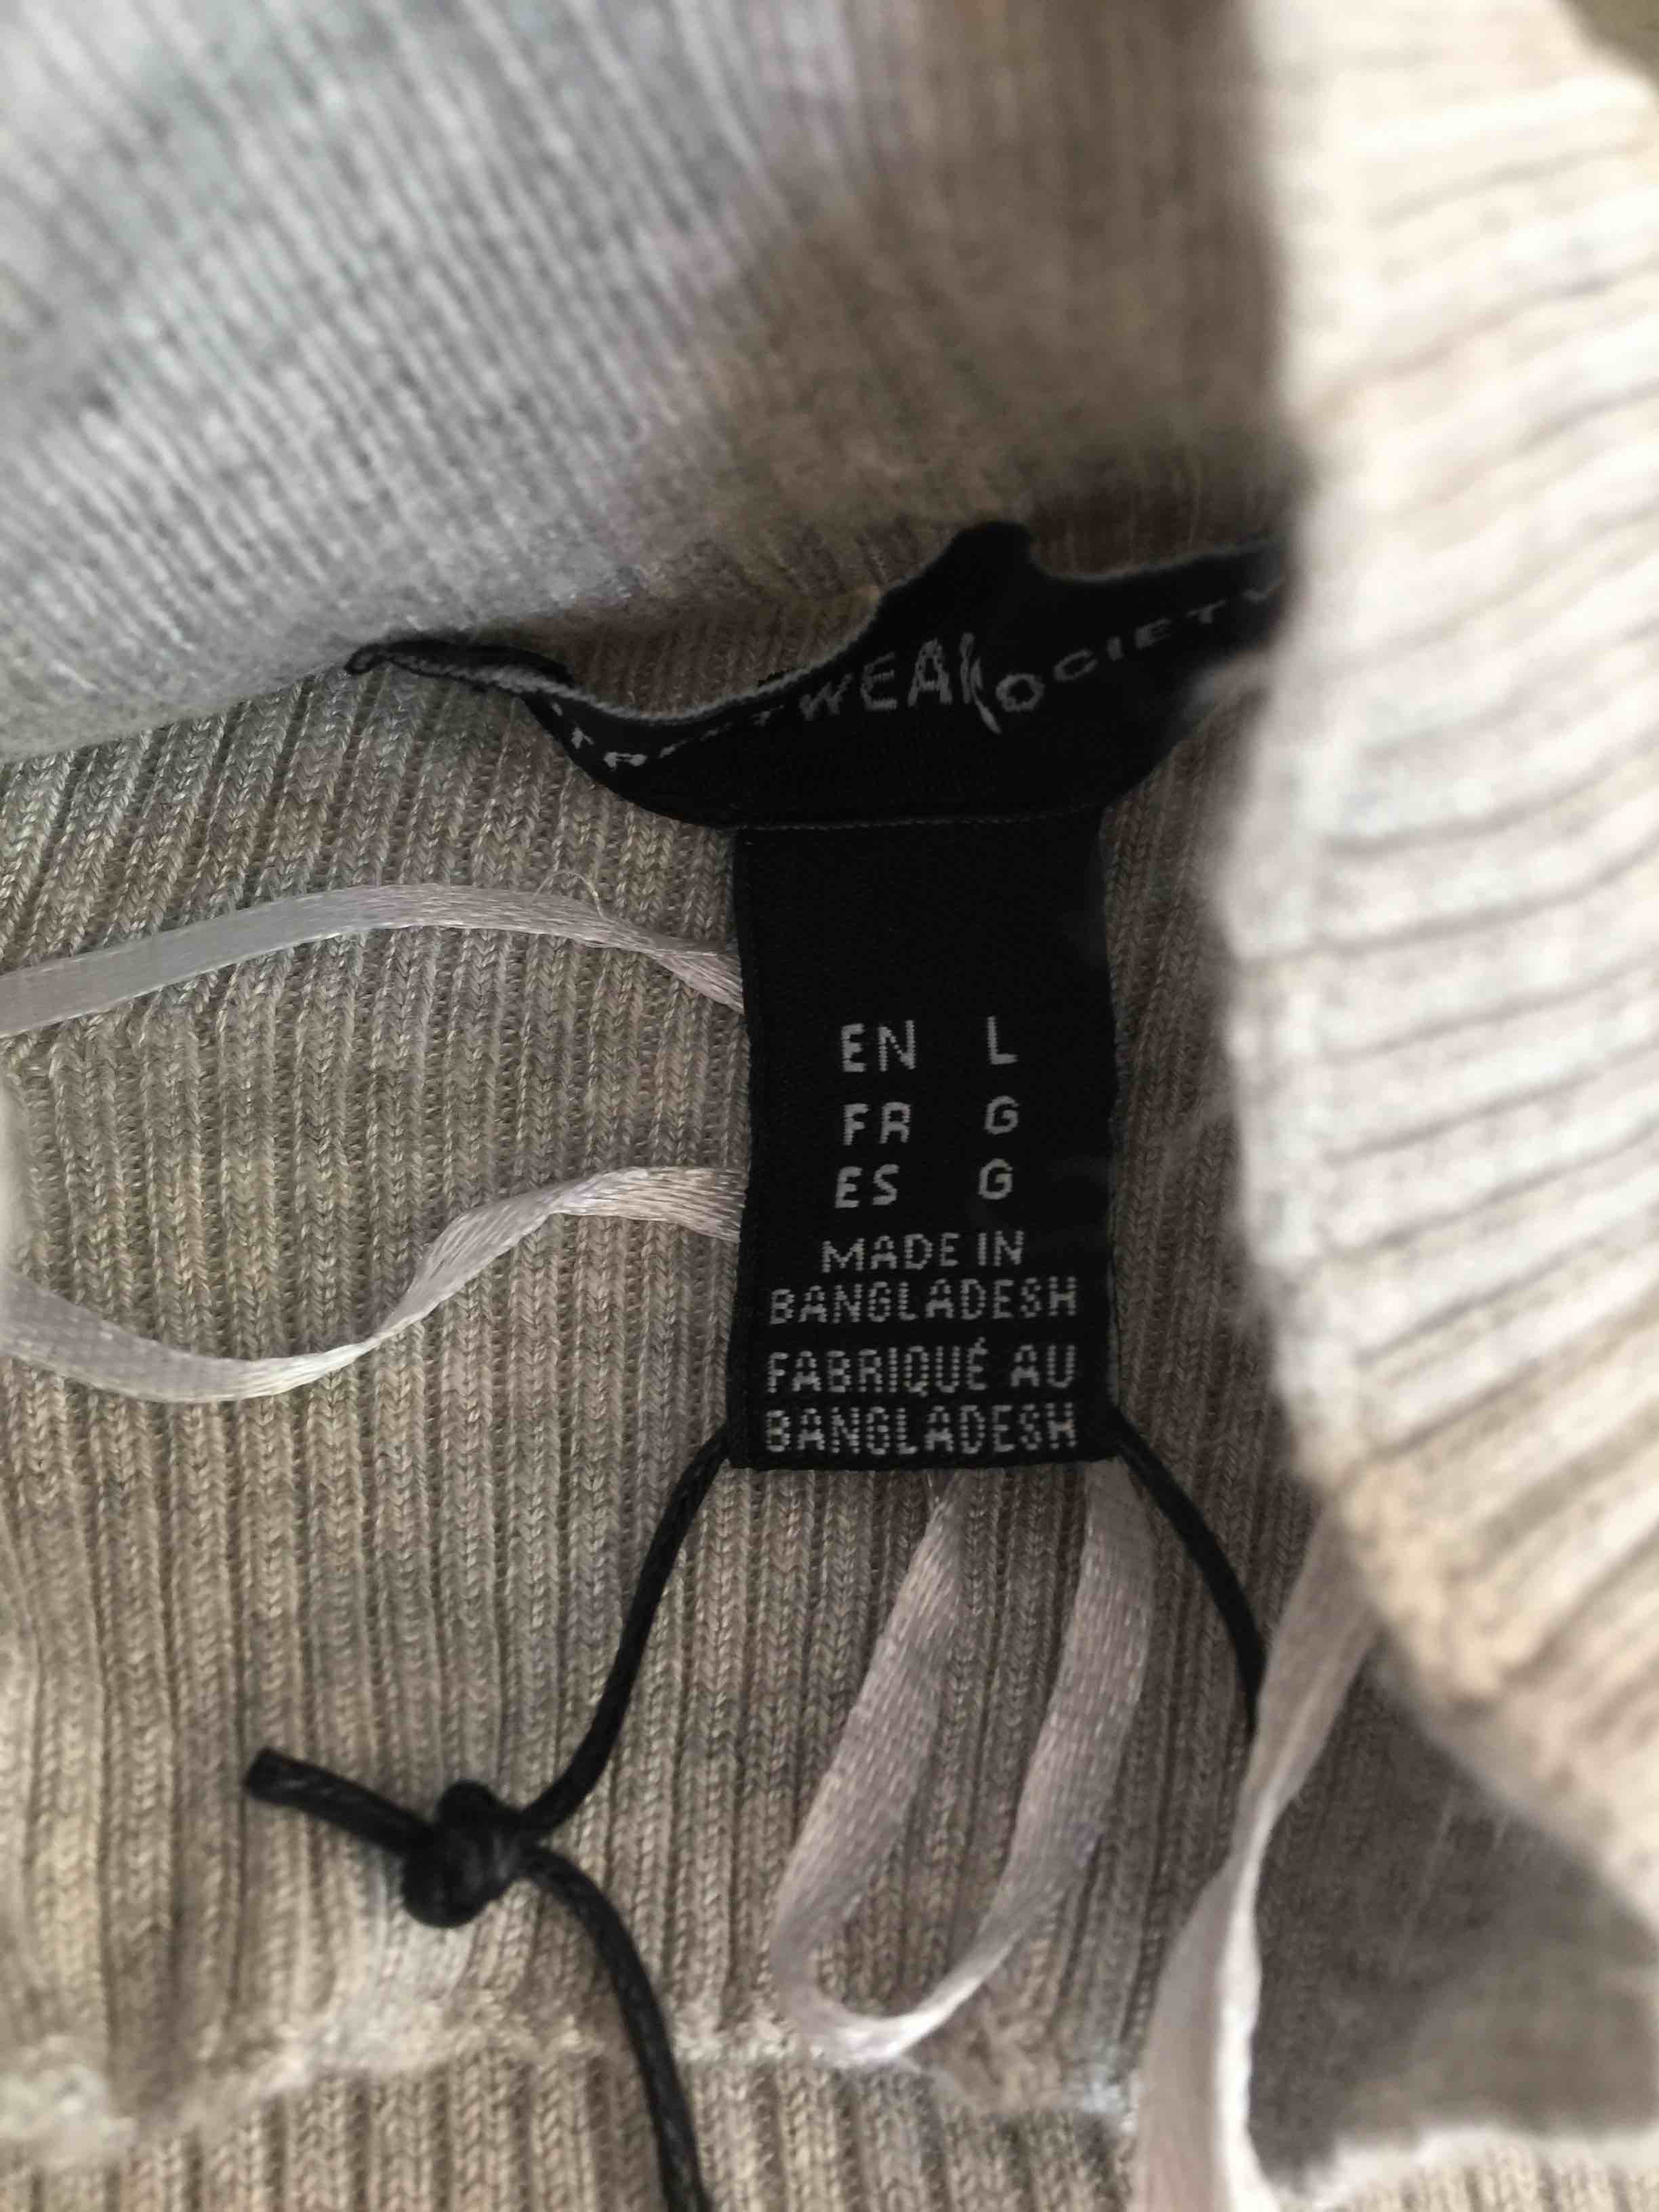 EN L
FR G
ES G
MADE IN
BANGLADESH
FABRIQUÉ AU
BANGLADESH